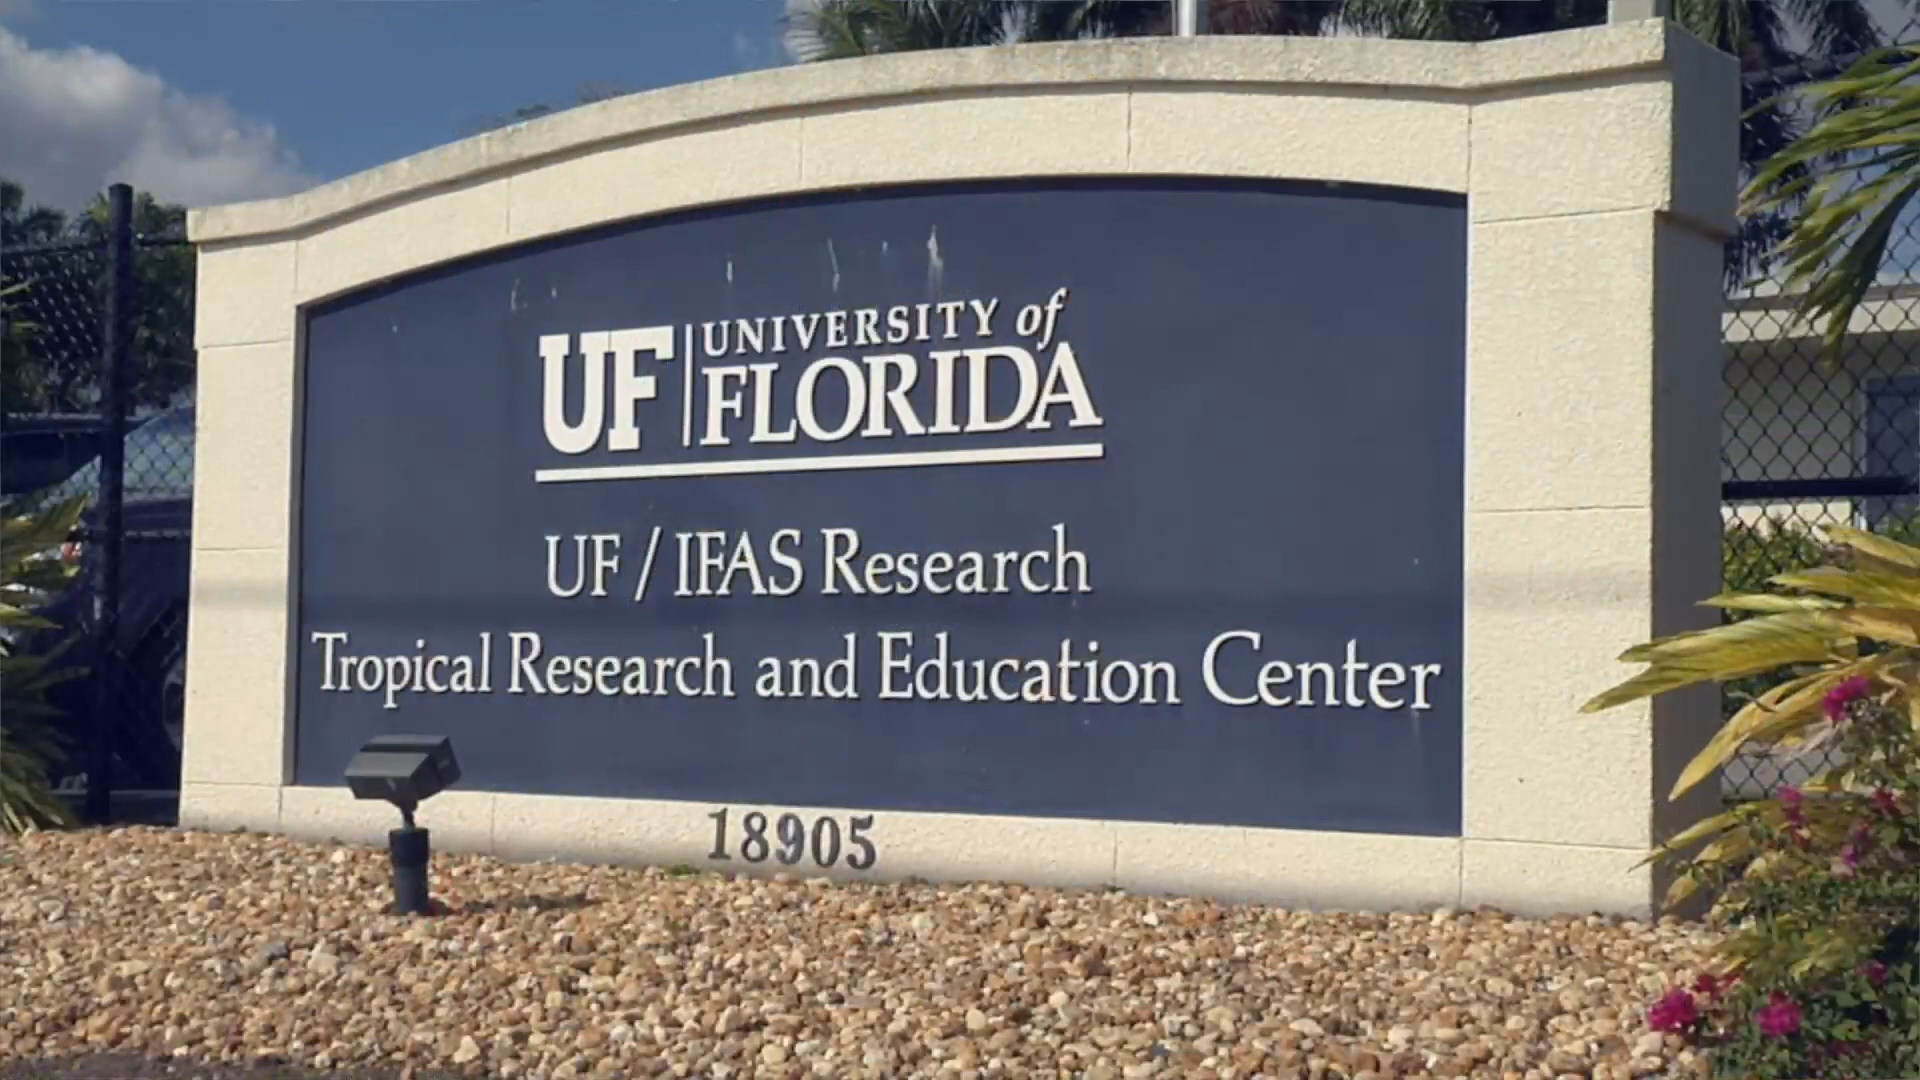 UF UNIVERSITY of
FLORIDA
UF / IFAS Research
Tropical Research and Education Center
18905